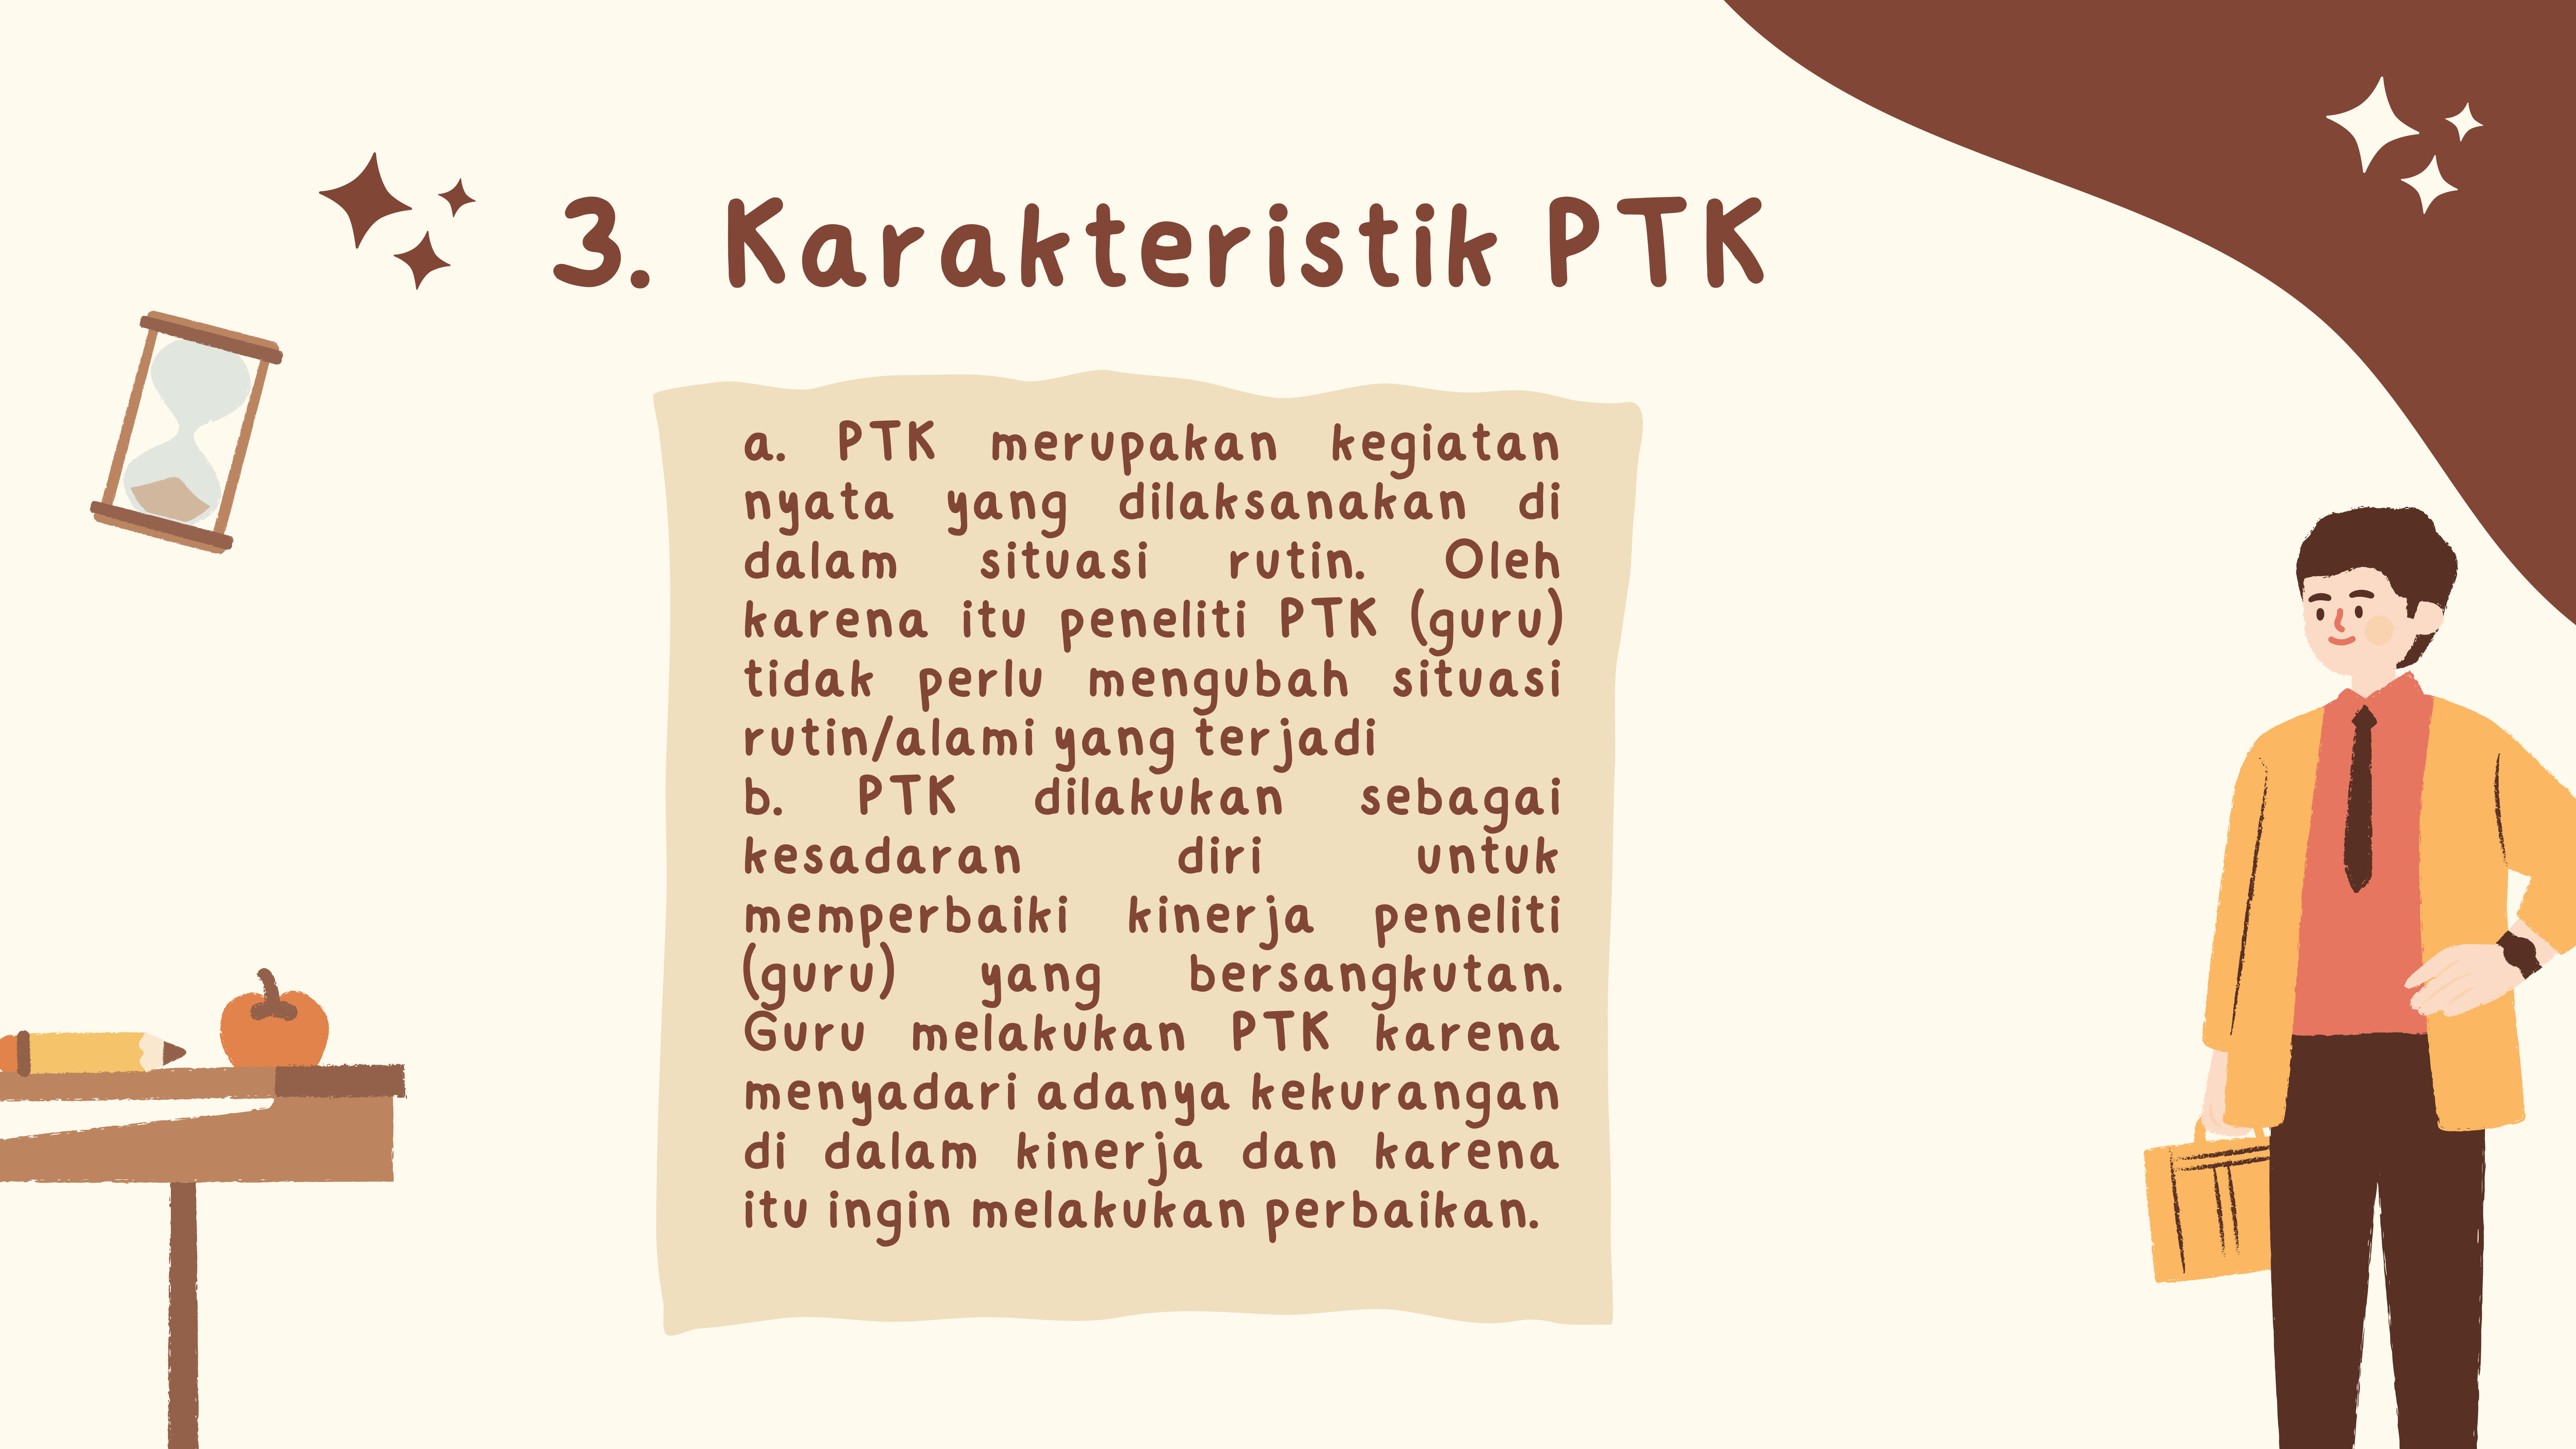 3. Karakteristik PTK
a. PTK merupakan kegiatan
nyata yang dilaksanakan di
dalam situasi rutin. Oleh
karena itu peneliti PTK (guru)
tidak perlu mengubah situasi
rutin/alami yang terjadi
b. PTK dilakukan sebagai
kesadaran diri untuk
memperbaiki kinerja peneliti
(guru) yang bersangkutan.
Guru melakukan PTK karena
menyadari adanya kekurangan
di dalam kinerja dan karena
itu ingin melakukan perbaikan.